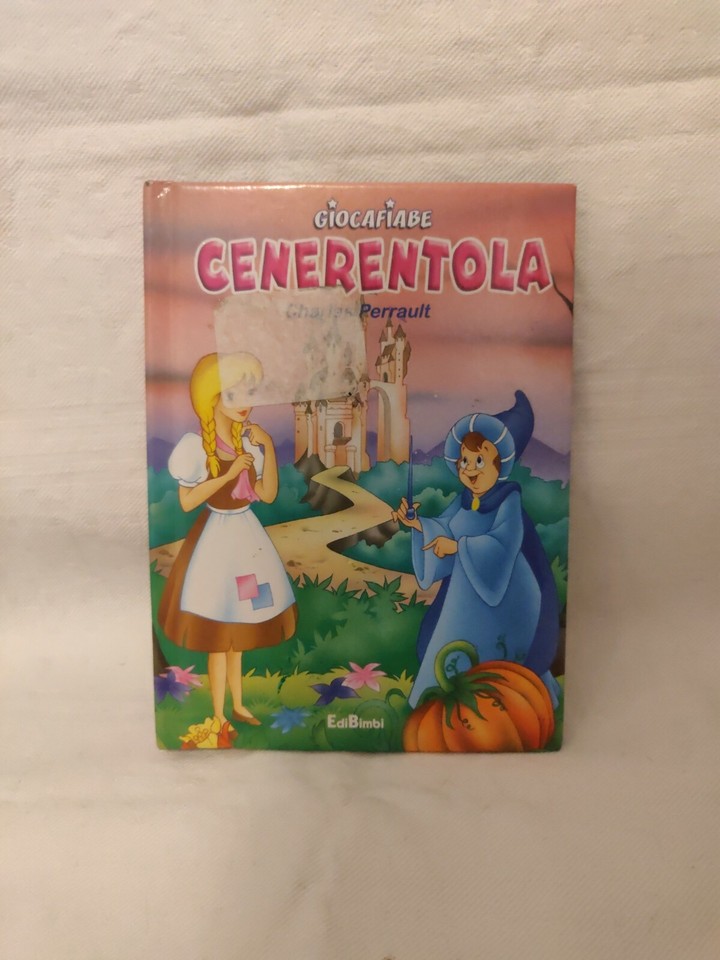 GIOCAFIABE
CENERENTOLA
Charles Perrault
EdiBimbi